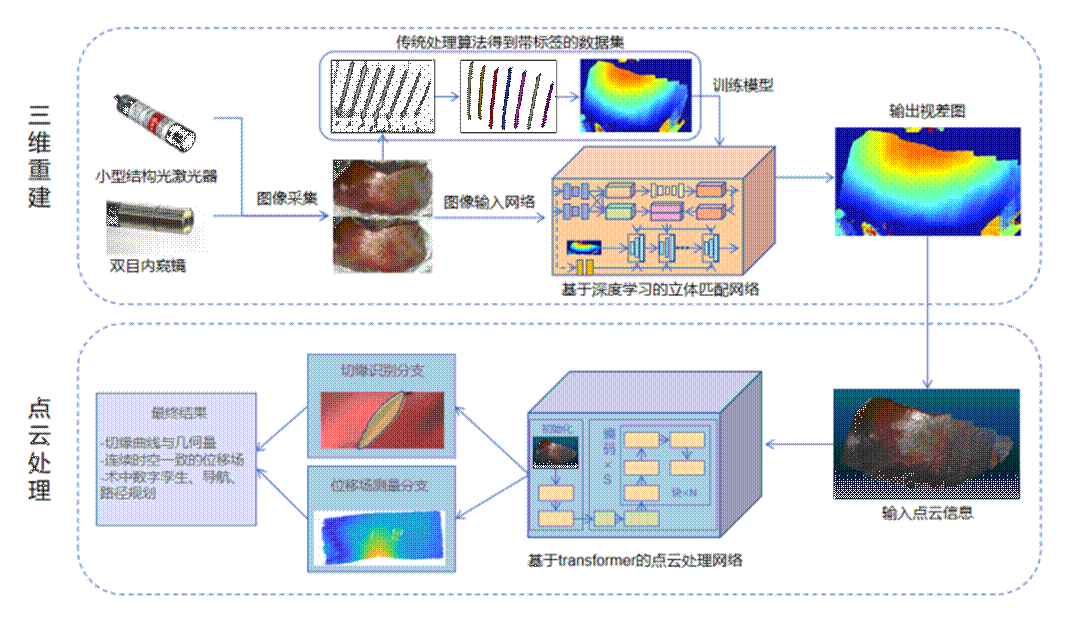 三维重建
传统处理算法得到带标签的数据集
训练模型
输出视差图
小型结构光激光器
图像采集
图像输入网络
双目内窥镜
基于深度学习的立体匹配网络
点云处理
切缘识别分支
最终结果
-切缘曲线与几何量
-连续时空一致的位移场
-术中数字孪生、导航、
路径规划
位移场测量分支
初始化
编码×S
块×N
基于transformer的点云处理网络
输入点云信息